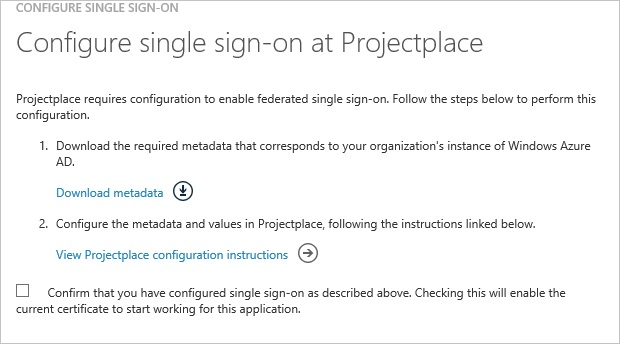 CONFIGURE SINGLE SIGN-ON
Configure single sign-on at Projectplace
Projectplace requires configuration to enable federated single sign-on. Follow the steps below to perform this
configuration.
1. Download the required metadata that corresponds to your organization's instance of Windows Azure
AD.
Download metadata
2. Configure the metadata and values in Projectplace, following the instructions linked below.
View Projectplace configuration instructions
Confirm that you have configured single sign-on as described above. Checking this will enable the
current certificate to start working for this application.